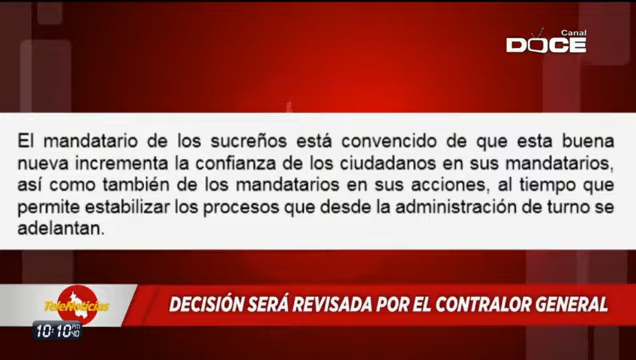 Canal
DOCE
El mandatario de los sucreños está convencido de que esta buena
nueva incrementa la confianza de los ciudadanos en sus mandatarios,
así como también de los mandatarios en sus acciones, al tiempo que
permite estabilizar los procesos que desde la administración de turno se
adelantan.
TeleNoticias
DECISIÓN SERÁ REVISADA POR EL CONTRALOR GENERAL
10:10